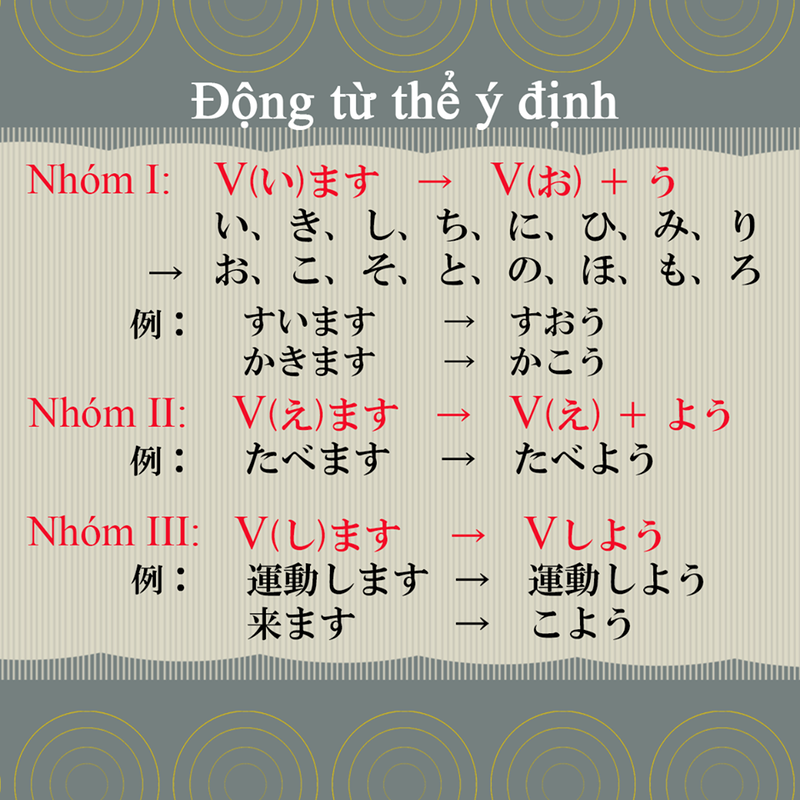 Động từ thể ý định
Nhóm I: V(い)ます → V(お) + う
い、き、し、ち、に、ひ、み、り
→ お、こ、そ、と、の、ほ、も、ろ
例： すいます → すおう
かきます → かこう
Nhóm II: V(え)ます → V(え) + よう
例： たべます → たべよう
Nhóm III: V(し)ます → Vしよう
例： 運動します → 運動しよう
来ます → こよう